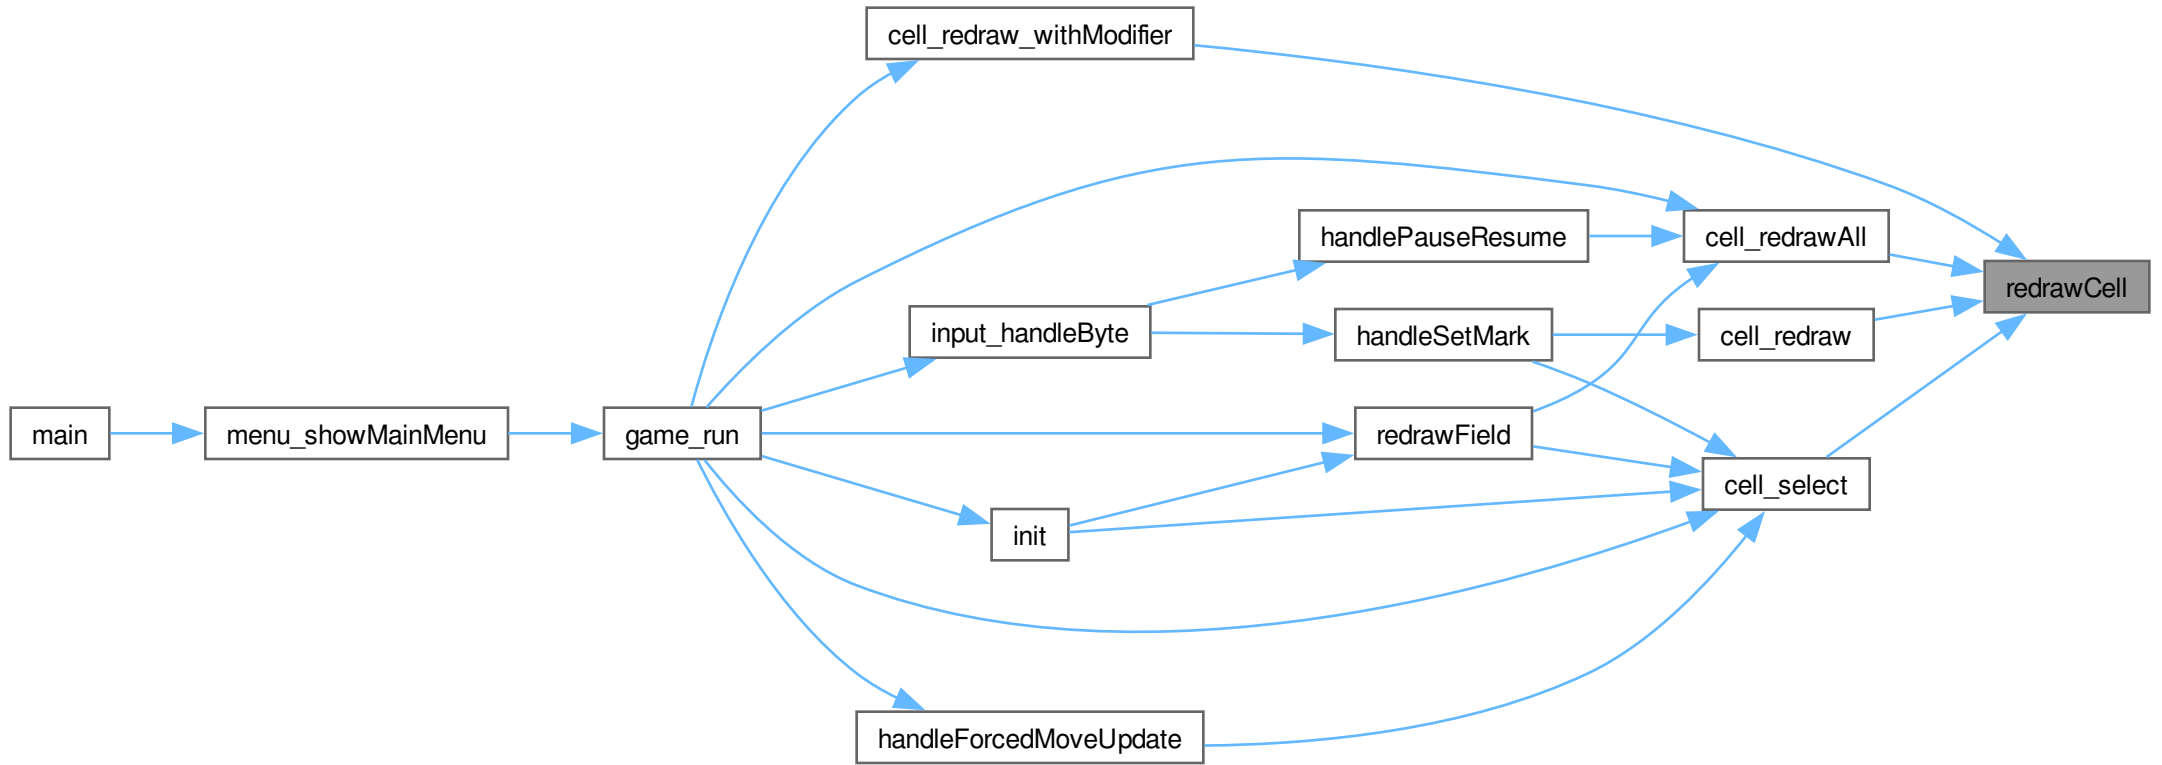 cell_redraw_withModifier
handlePauseResume
cell_redrawAll
redrawCell
input_handleByte
handleSetMark
cell_redraw
main
menu_showMainMenu
game_run
redrawField
cell_select
init
handleForcedMoveUpdate